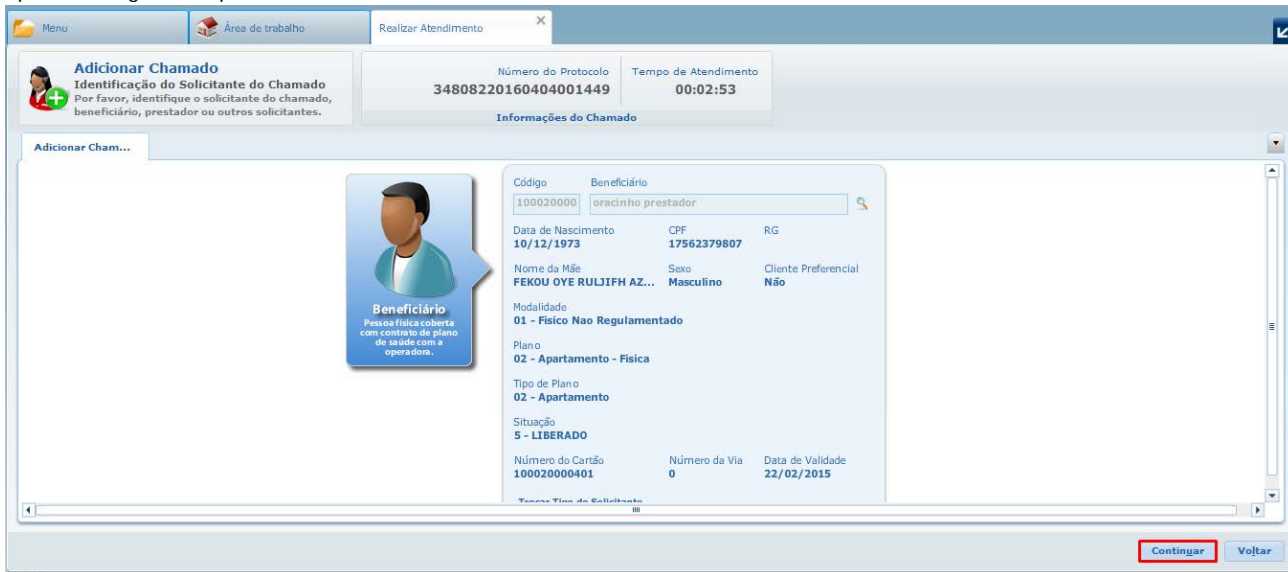 Menu
Área de trabalho
Realizar Atendimento
Adicionar Chamado
Identificação do Solicitante do Chamado
Por favor, identifique o solicitante do chamado,
beneficiário, prestador ou outros solicitantes.
Número do Protocolo
34808220160404001449
Tempo de Atendimento
00:02:53
Informações do Chamado
Adicionar Cham...
Beneficiário
Pessoa física coberta
com contrato de plano
de saúde com a
operadora.
Código Beneficiário
100020000 oracinho prestador
Data de Nascimento CPF RG
10/12/1973 17562379807
Nome da Mãe Sexo Cliente Preferencial
FEKOU OYE RULJIFH AZ... Masculino Não
Modalidade
01 - Fisico Nao Regulamentado
Plano
02 - Apartamento - Fisica
Tipo de Plano
02 - Apartamento
Situação
5 - LIBERADO
Número do Cartão Número da Via Data de Validade
100020000401 0 22/02/2015
Trocar Tipo de Solicitante
Continuar Voltar